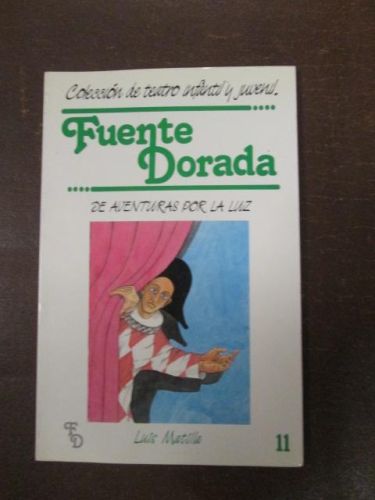 Colección de teatro infantil y juvenil.
Fuente
Dorada
DE AVENTURAS POR LA LUZ
Luis Matilla
FD
11